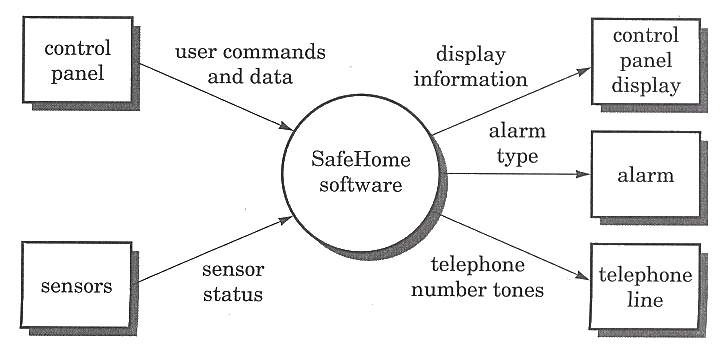 control
panel
user commands
and data
display
information
control
panel
display
SafeHome
software
alarm
type
alarm
sensors
sensor
status
telephone
number tones
telephone
line